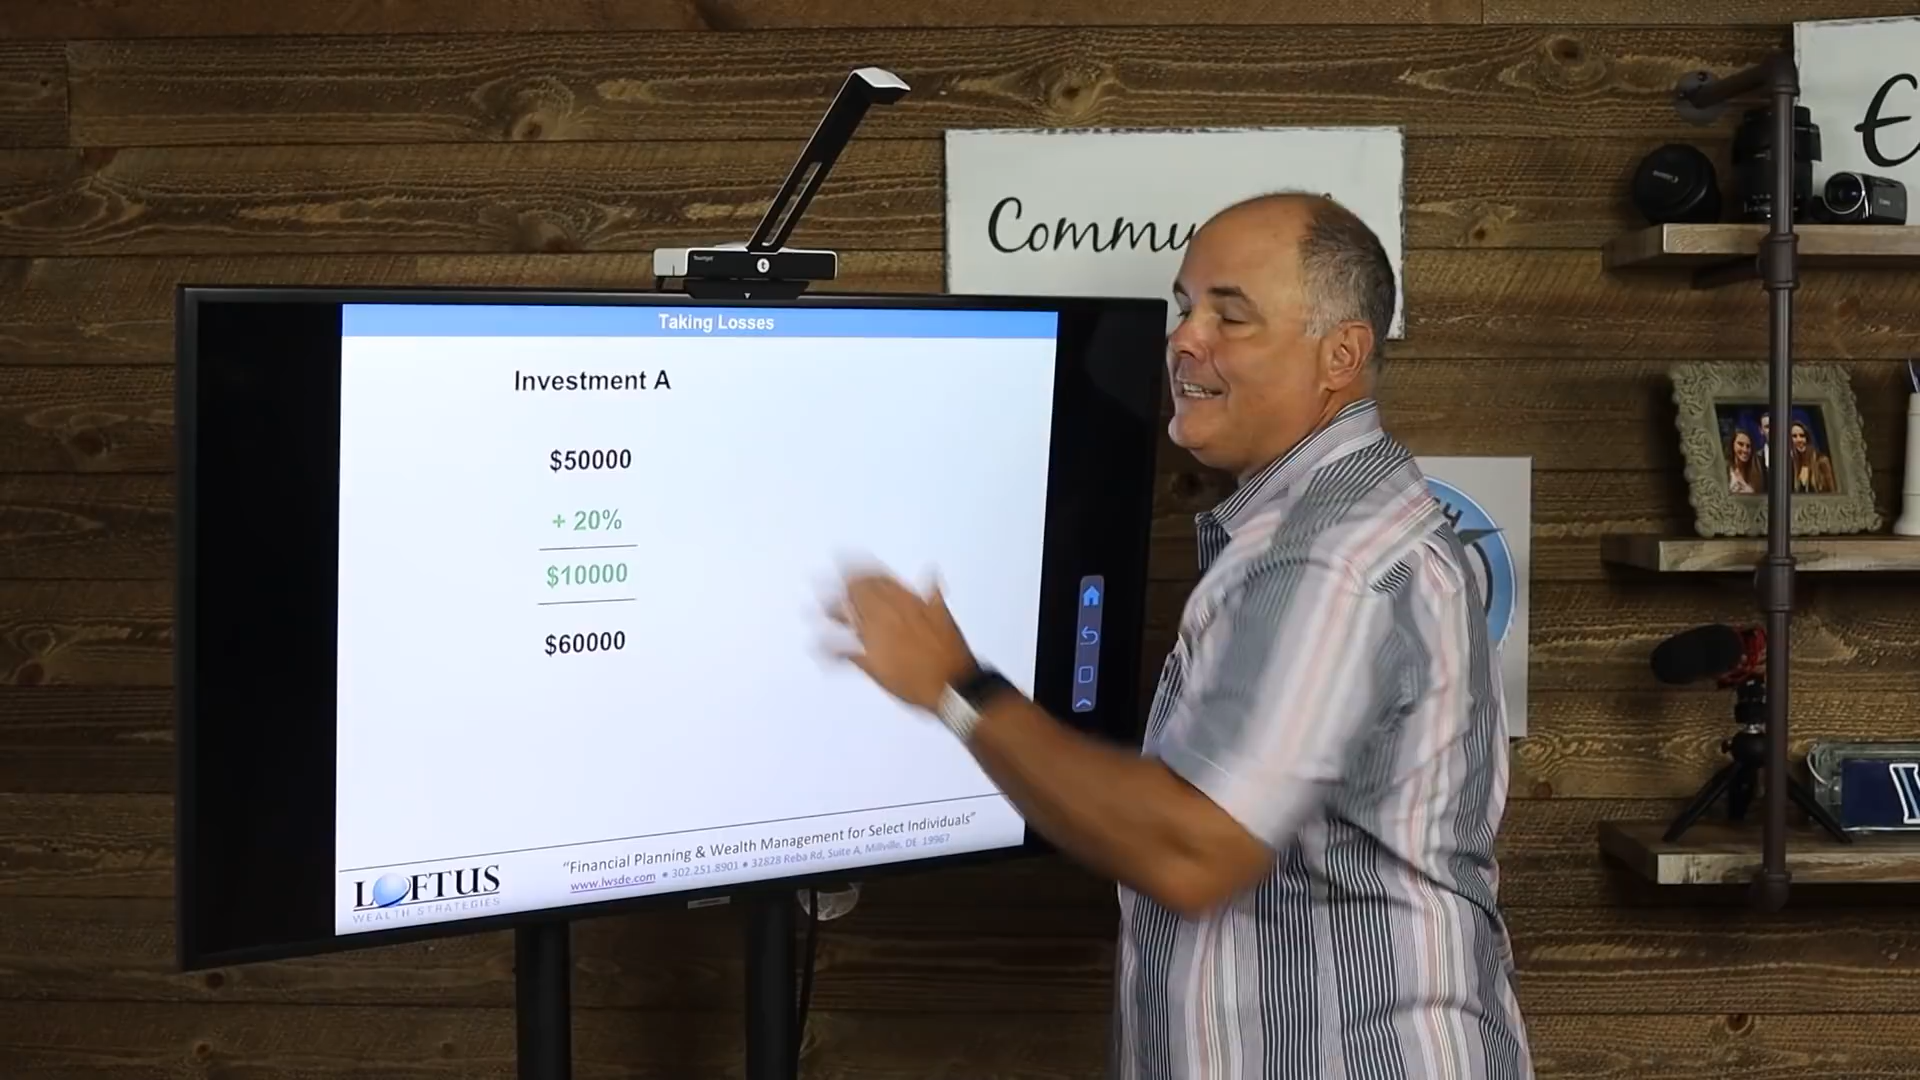 Commu
Taking Losses
Investment A
$50000
+ 20%
$10000
$60000
"Financial Planning & Wealth Management for Select Individuals"
www.lwsde.com • 302.251.8901 • 32828 Reba Rd, Suite A, Millville, DE 19967
LOFTUS
WEALTH STRATEGIES